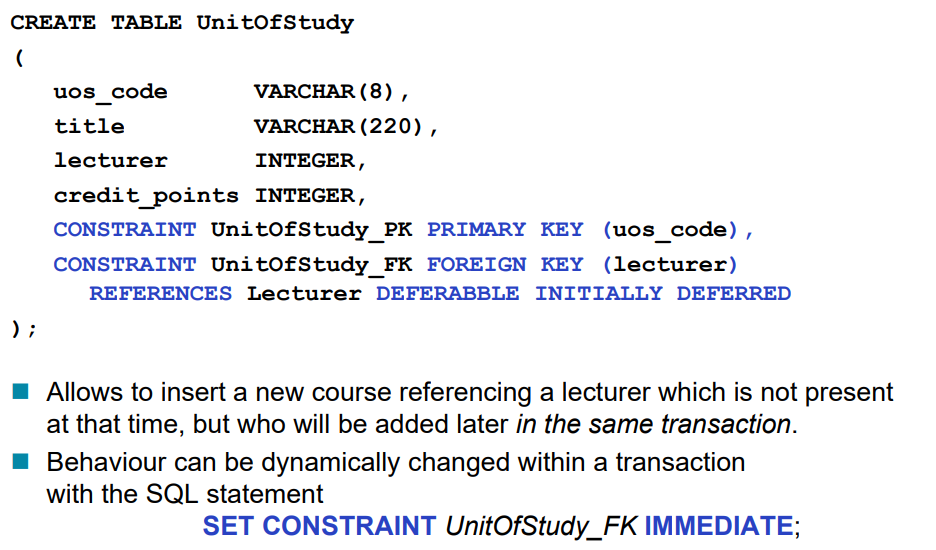 CREATE TABLE UnitOfStudy
(
uos_code VARCHAR(8),
title VARCHAR(220),
lecturer INTEGER,
credit_points INTEGER,
CONSTRAINT UnitOfStudy_PK PRIMARY KEY (uos_code),
CONSTRAINT UnitOfStudy_FK FOREIGN KEY (lecturer)
REFERENCES Lecturer DEFERABBLE INITIALLY DEFERRED
);
Allows to insert a new course referencing a lecturer which is not present
at that time, but who will be added later in the same transaction.
Behaviour can be dynamically changed within a transaction
with the SQL statement
SET CONSTRAINT UnitOfStudy_FK IMMEDIATE;